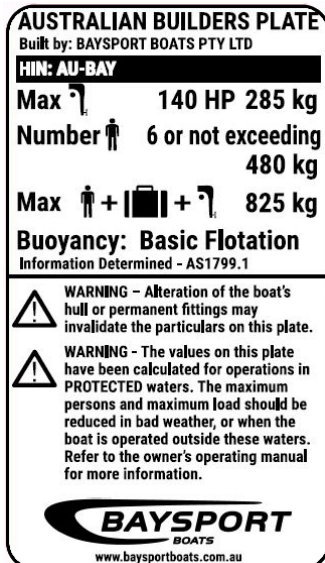 AUSTRALIAN BUILDERS PLATE
Built by: BAYSPORT BOATS PTY LTD
HIN: AU-BAY
Max 140 HP 285 kg
Number 6 or not exceeding
480 kg
Max + + 825 kg
Buoyancy: Basic Flotation
Information Determined - AS1799.1
WARNING – Alteration of the boat's
hull or permanent fittings may
invalidate the particulars on this plate.
WARNING - The values on this plate
have been calculated for operations in
PROTECTED waters. The maximum
persons and maximum load should be
reduced in bad weather, or when the
boat is operated outside these waters.
Refer to the owner's operating manual
for more information.
BAYSPORT
BOATS
www.baysportboats.com.au